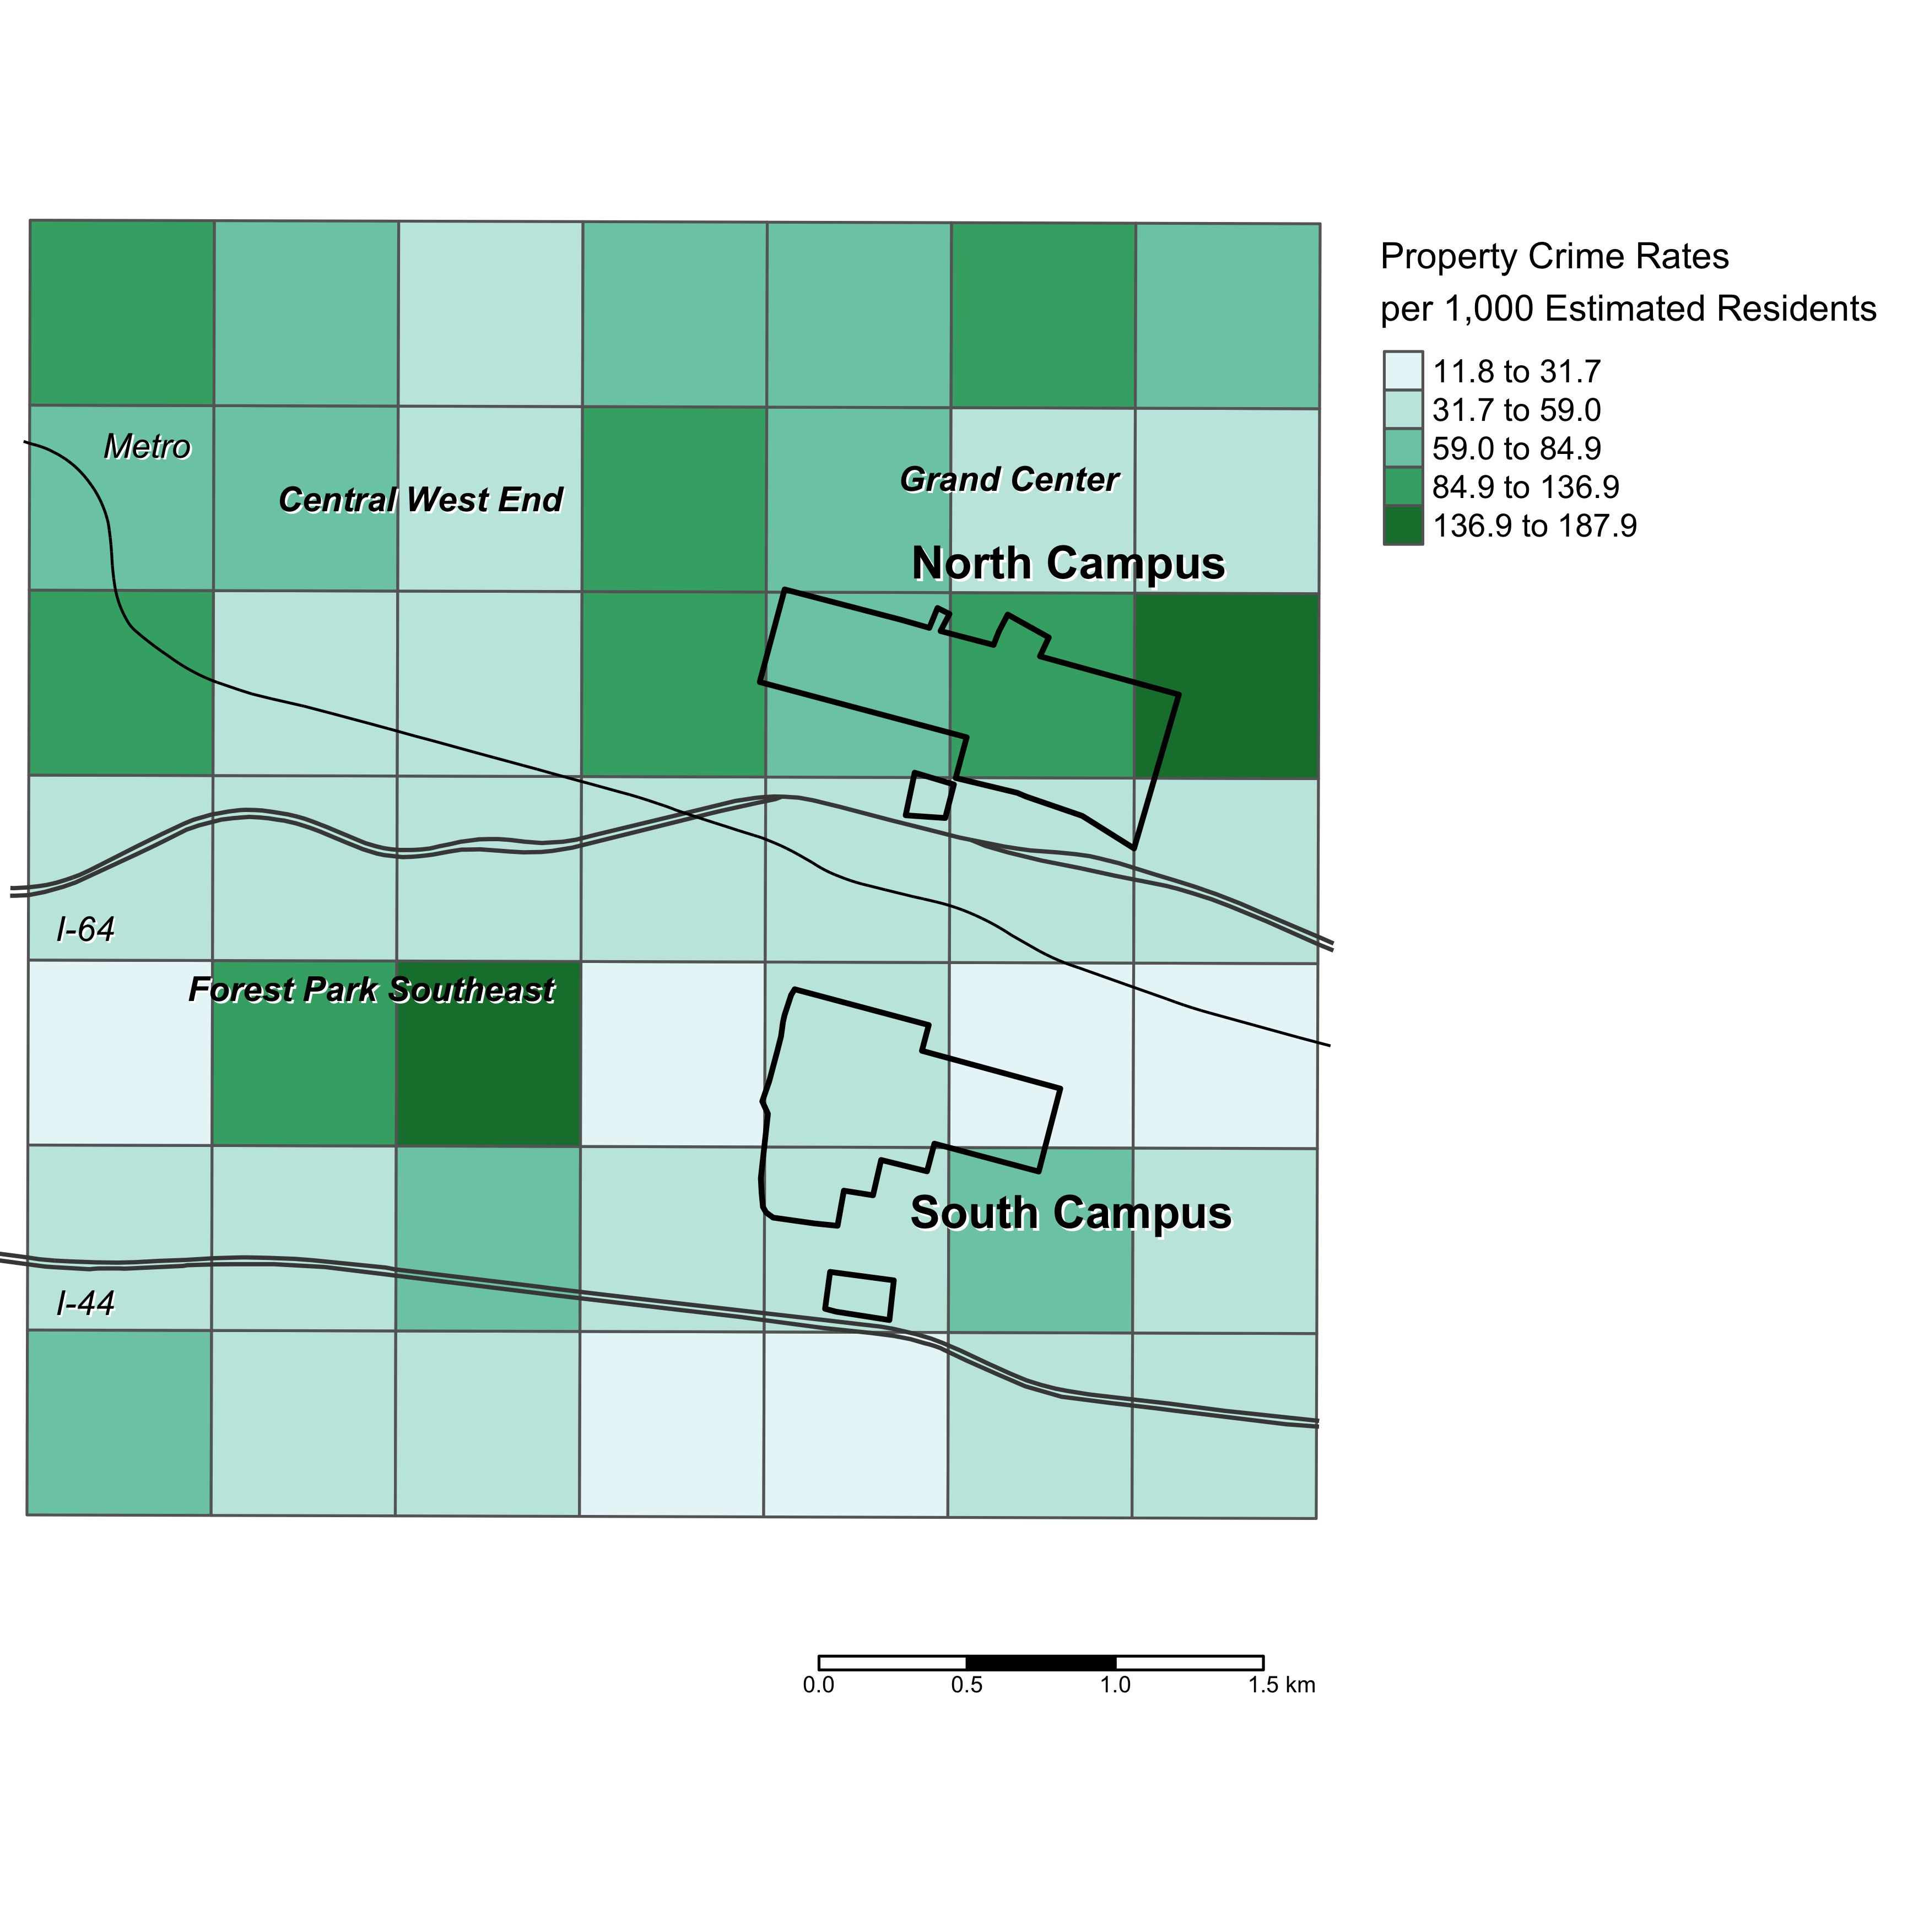 Property Crime Rates
per 1,000 Estimated Residents
11.8 to 31.7
31.7 to 59.0
59.0 to 84.9
84.9 to 136.9
136.9 to 187.9
Metro
Central West End
Grand Center
North Campus
I-64
Forest Park Southeast
South Campus
I-44
0.0 0.5 1.0 1.5 km